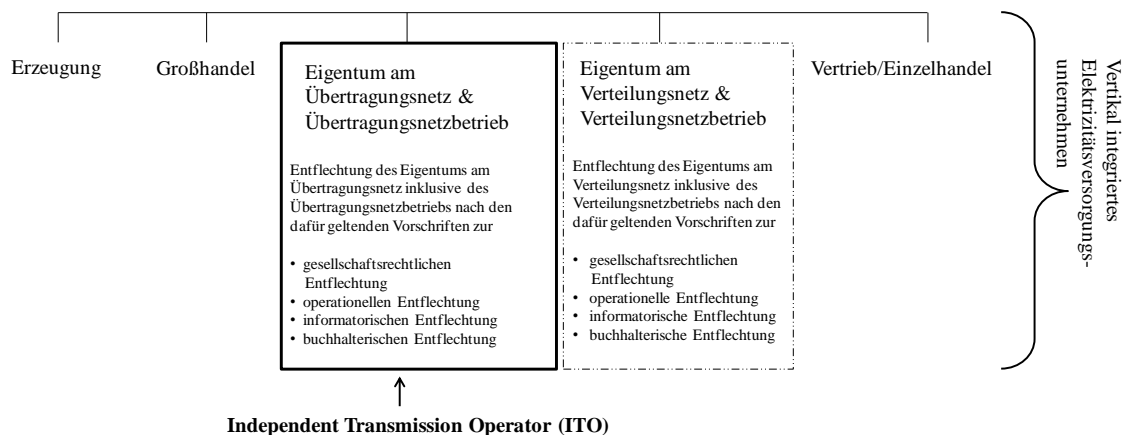 Erzeugung
Großhandel
Eigentum am
Übertragungsnetz &
Übertragungsnetzbetrieb
Entflechtung des Eigentums am
Übertragungsnetz inklusive des
Übertragungsnetzbetriebs nach den
dafür geltenden Vorschriften zur
• gesellschaftsrechtlichen
Entflechtung
• operationellen Entflechtung
• informatorischen Entflechtung
• buchhalterischen Entflechtung
Eigentum am
Verteilungsnetz &
Verteilungsnetzbetrieb
Entflechtung des Eigentums am
Verteilungsnetz inklusive des
Verteilungsnetzbetriebs nach den
dafür geltenden Vorschriften zur
• gesellschaftsrechtlichen
Entflechtung
• operationelle Entflechtung
• informatorische Entflechtung
• buchhalterische Entflechtung
Vertrieb/Einzelhandel
Vertikal integriertes
Elektrizitätsversorgungs-
unternehmen
Independent Transmission Operator (ITO)